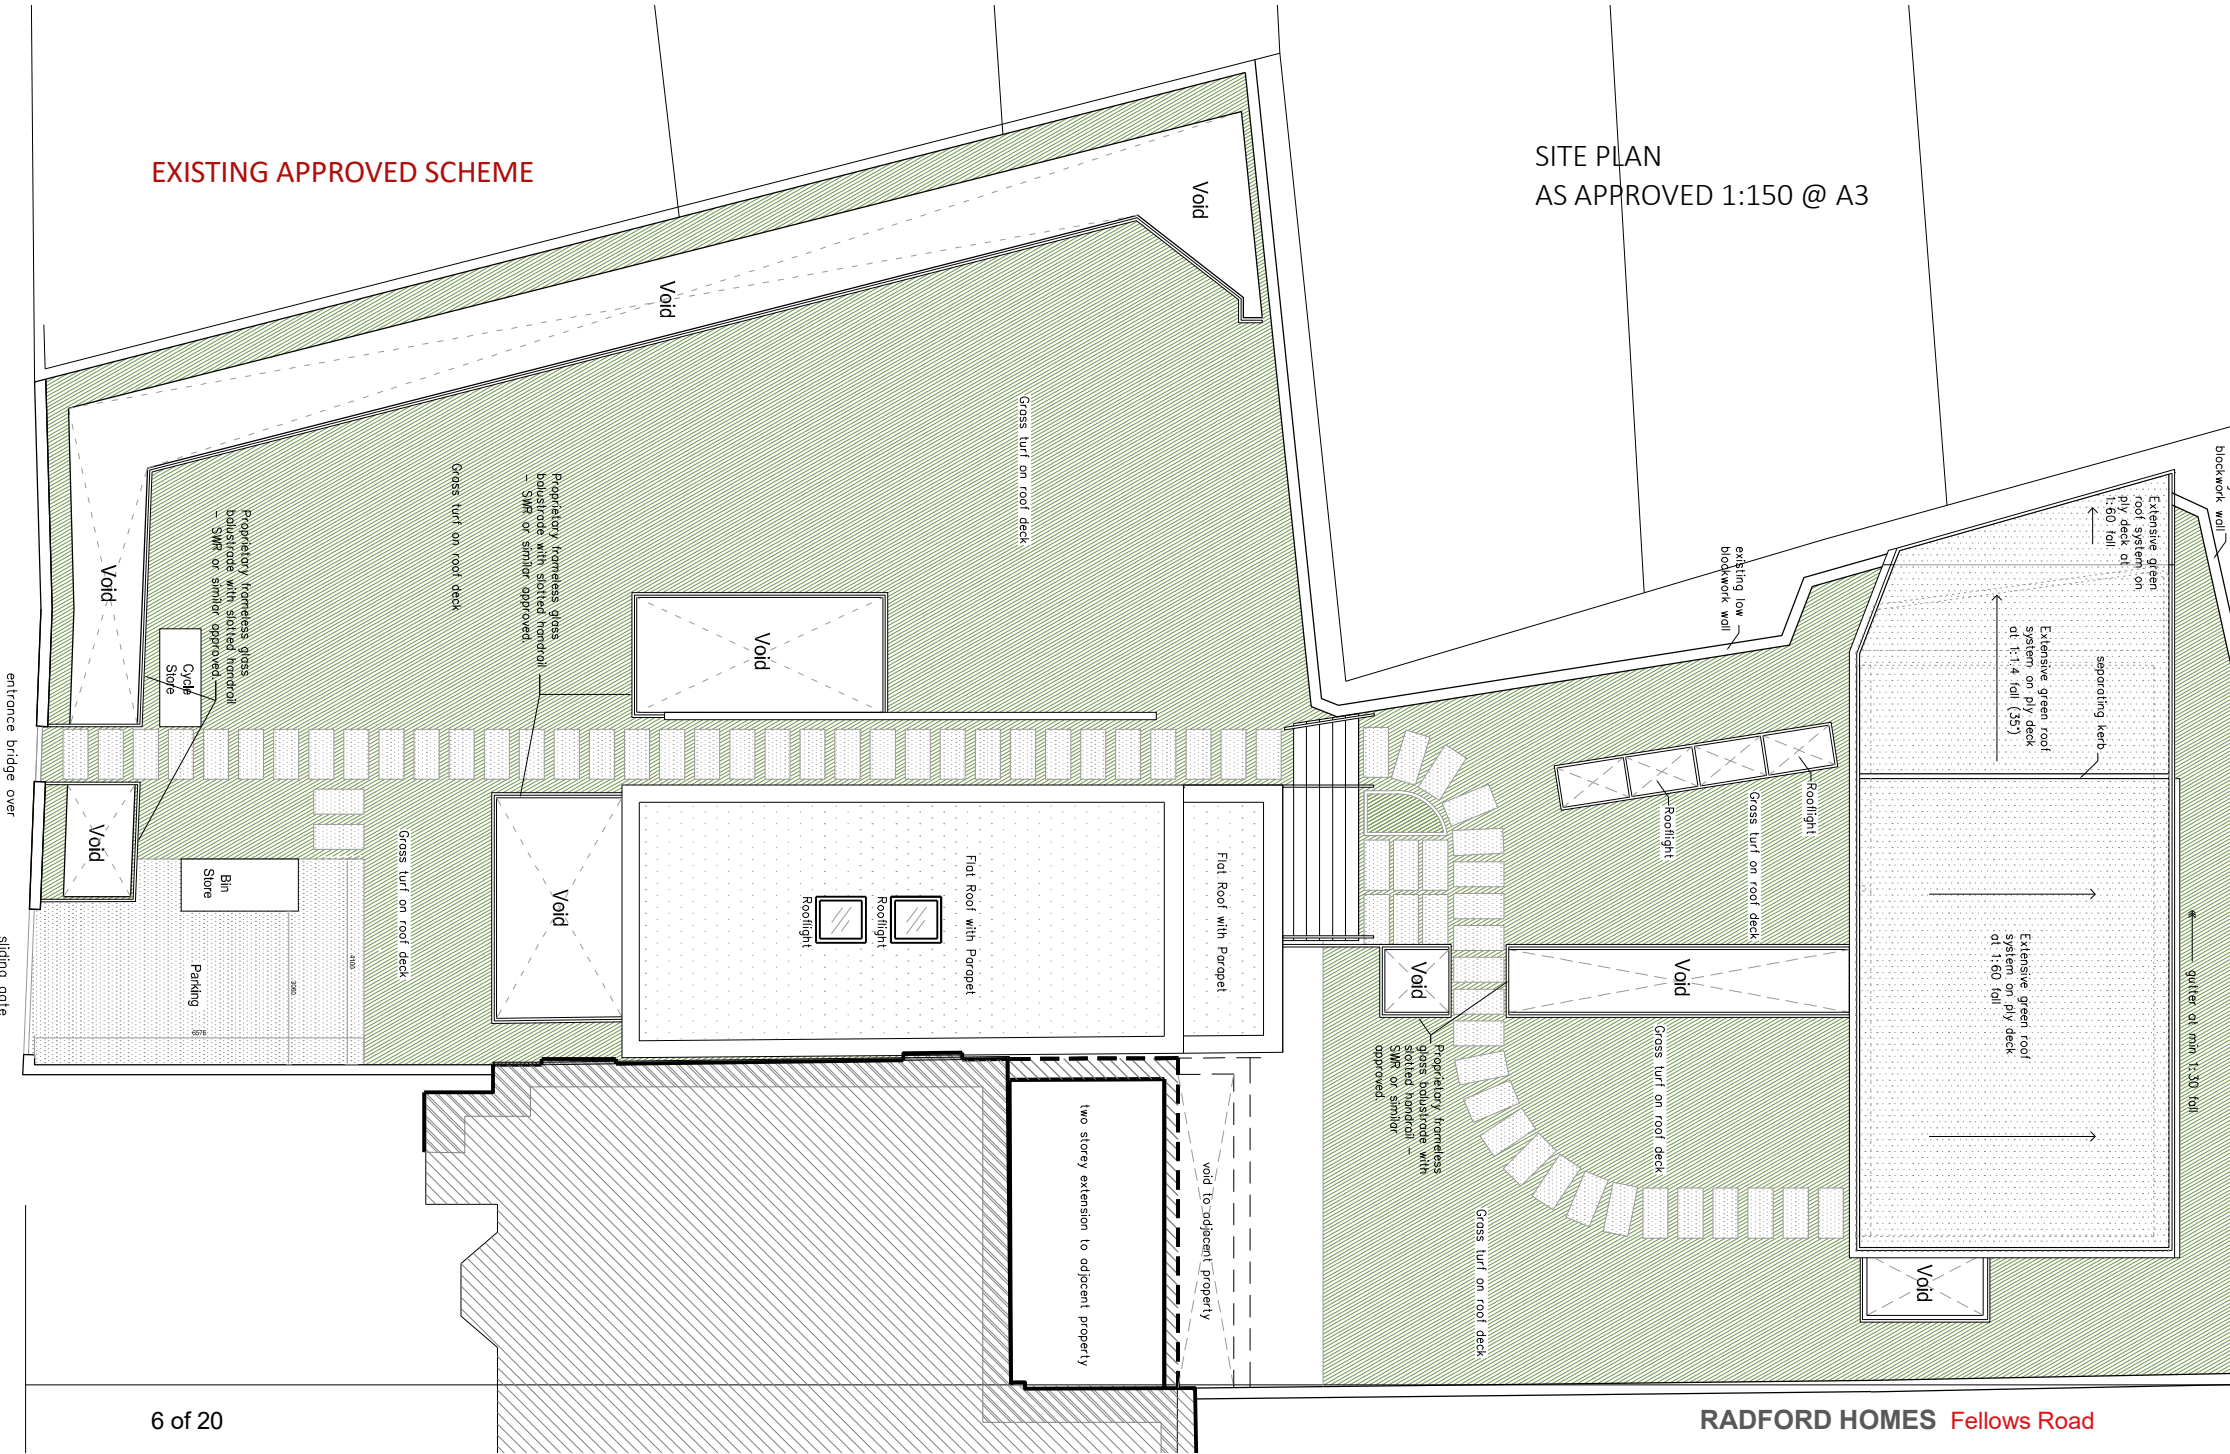 EXISTING APPROVED SCHEME
SITE PLAN
AS APPROVED 1:150 @ A3
Void
Void
Void
Void
Void
Void
Void
Void
Void
Grass turf on roof deck
Grass turf on roof deck
Proprietary frameless glass
balustrade with slotted handrail
- SWR or similar approved.
Proprietary frameless glass
balustrade with slotted handrail
- SWR or similar approved.
Cycle
Store
entrance bridge over
sliding gate
Bin
Store
Parking
4100
3060
6576
Grass turf on roof deck
Rooflight
Rooflight
Flat Roof with Parapet
Flat Roof with Parapet
two storey extension to adjacent property
void to adjacent property
existing low
blockwork wall
blockwork wall
Rooflight
Rooflight
Grass turf on roof deck
Grass turf on roof deck
Grass turf on roof deck
Proprietary frameless
glass balustrade with
slotted handrail -
SWR or similar
approved.
Extensive green
roof system on
ply deck at
1:60 fall
Extensive green roof
system on ply deck
at 1:1.4 fall (35°)
separating kerb
Extensive green roof
system on ply deck
at 1:60 fall
gutter at min 1:30 fall
6 of 20
RADFORD HOMES Fellows Road